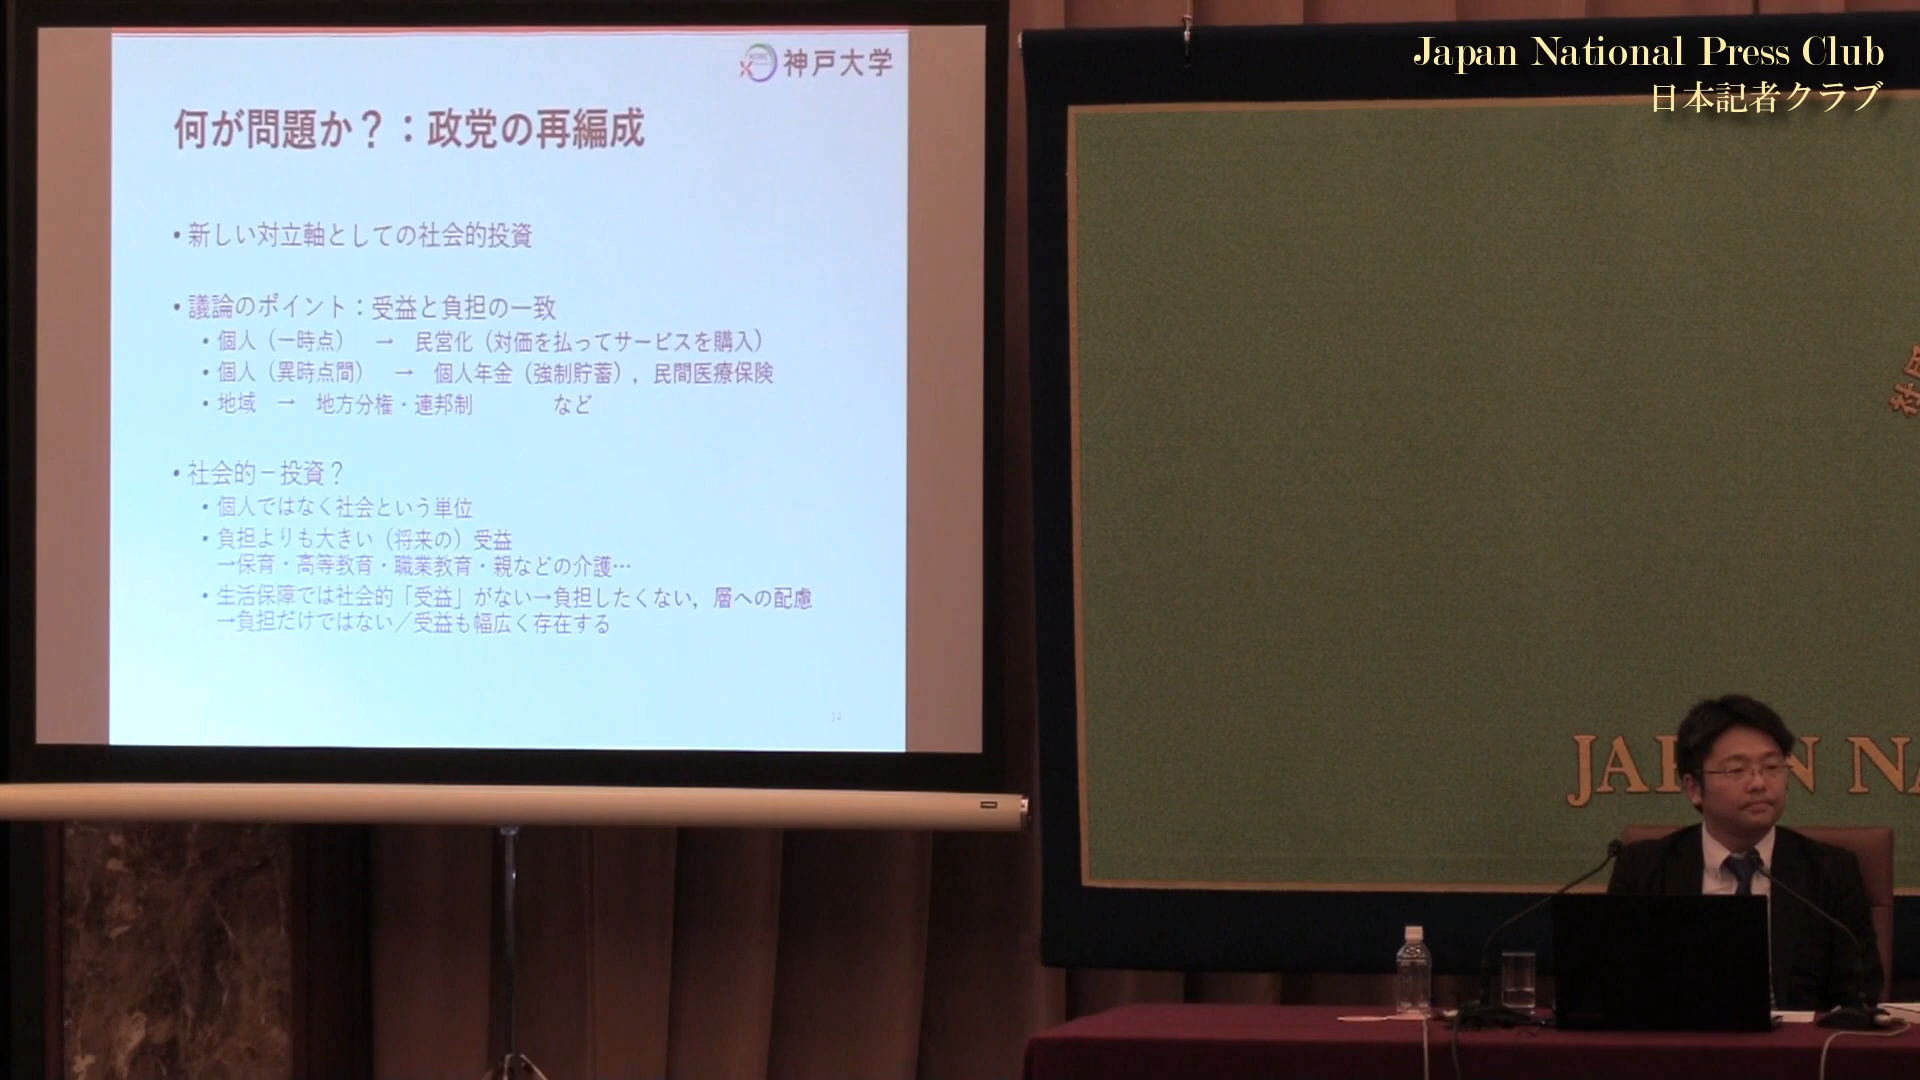 Japan National Press Club
日本記者クラブ
神戸大学
何が問題か？：政党の再編成
• 新しい対立軸としての社会的投資
• 議論のポイント：受益と負担の一致
• 個人（一時点）　→　民営化（対価を払ってサービスを購入）
• 個人（異時点間）　→　個人年金（強制貯蓄），民間医療保険
• 地域　→　地方分権・連邦制　　　　など
• 社会的－投資？
• 個人ではなく社会という単位
• 負担よりも大きい（将来の）受益
→保育・高等教育・職業教育・親などの介護…
• 生活保障では社会的「受益」がない→負担したくない，層への配慮
→負担だけではない／受益も幅広く存在する
14
JAPAN NA